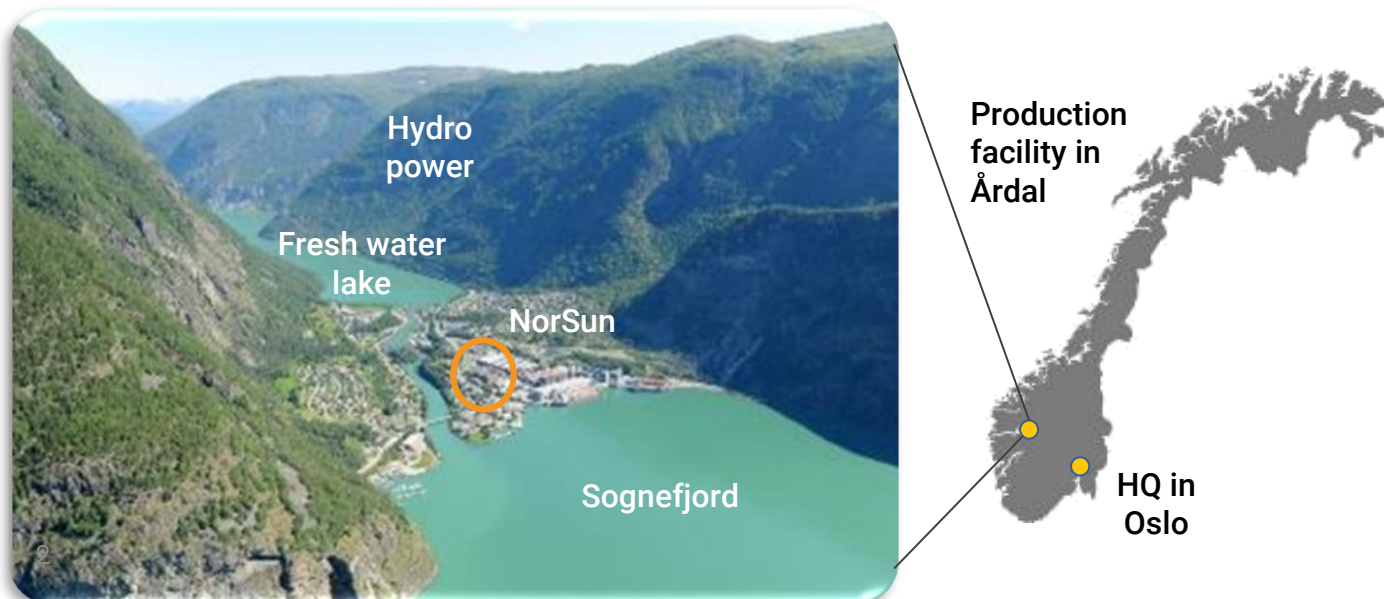 Hydro
power
Fresh water
lake
NorSun
Sognefjord
Production
facility in
Årdal
HQ in
Oslo